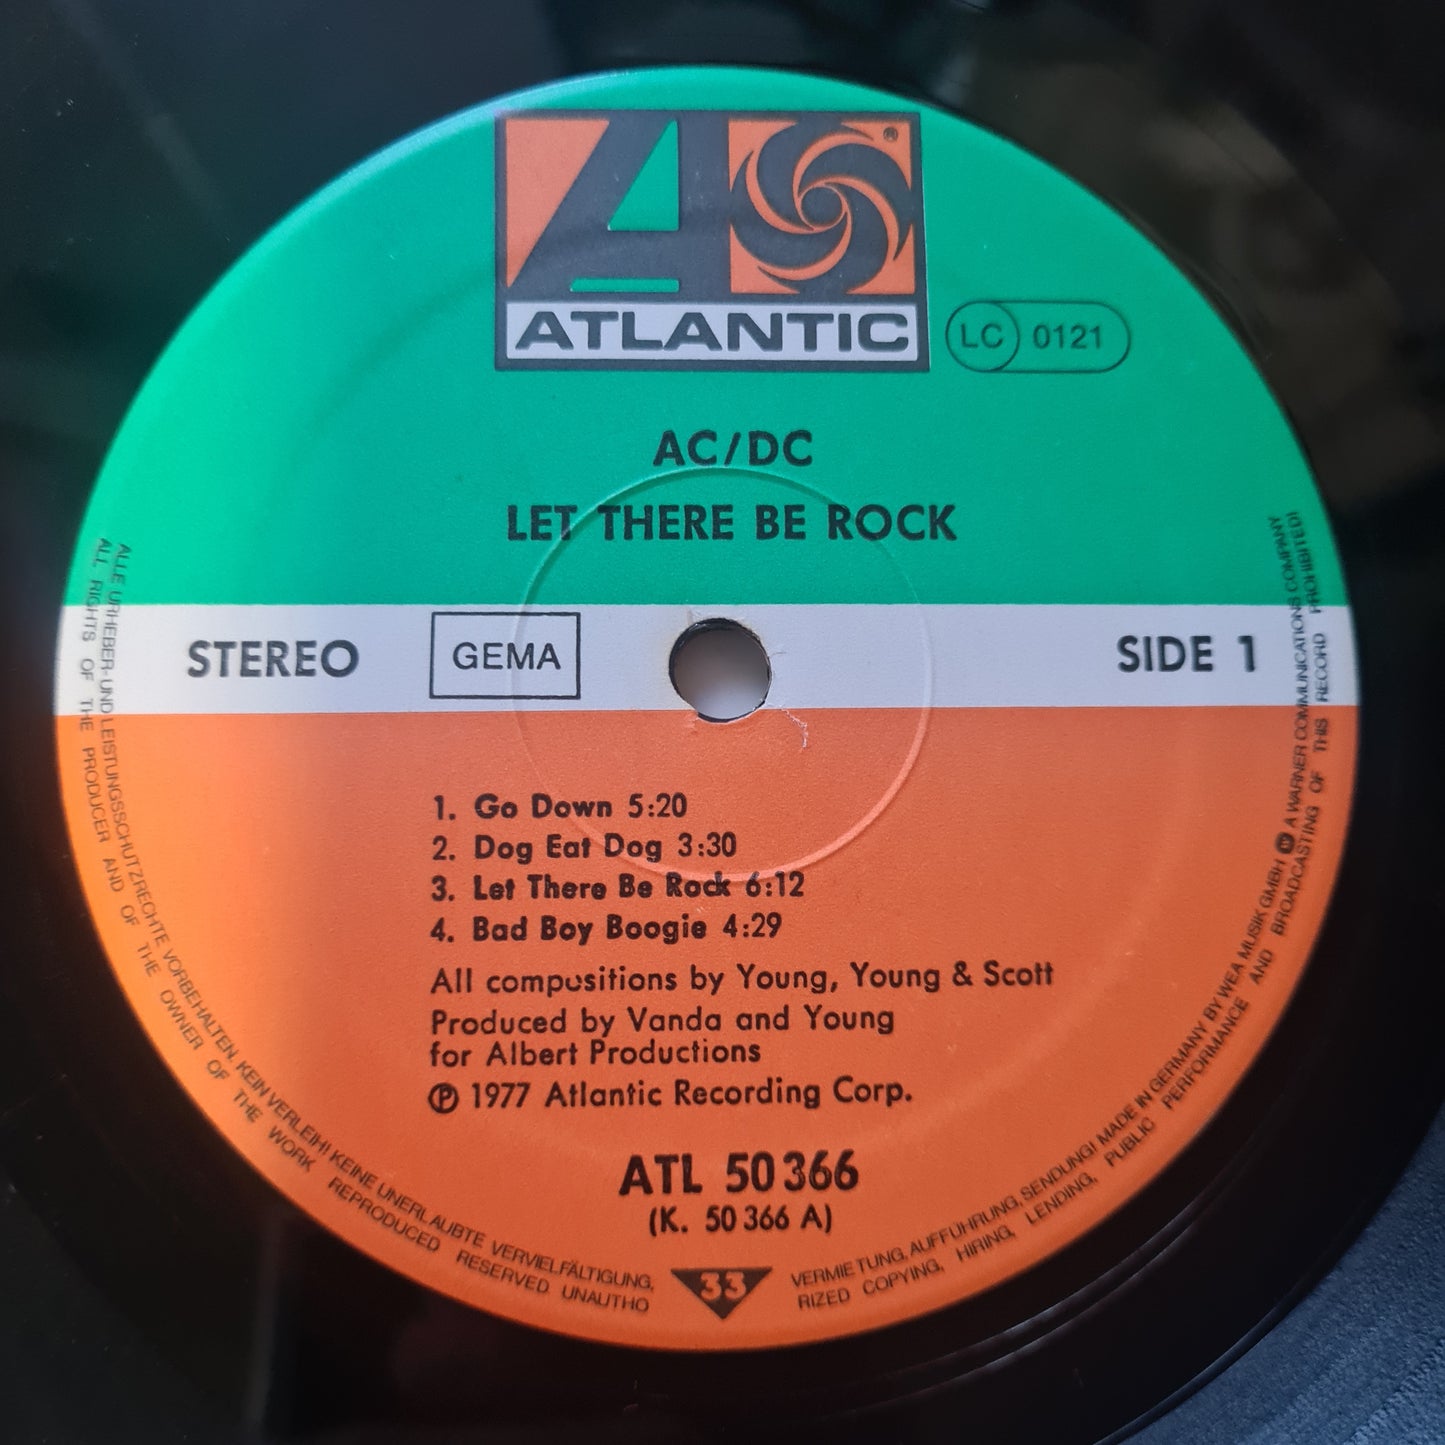 ATLANTIC
®
LC 0121
AC/DC
LET THERE BE ROCK
STEREO
GEMA
SIDE 1
1. Go Down 5:20
2. Dog Eat Dog 3:30
3. Let There Be Rock 6:12
4. Bad Boy Boogie 4:29
All compositions by Young, Young & Scott
Produced by Vanda and Young
for Albert Productions
℗ 1977 Atlantic Recording Corp.
ATL 50 366
(K. 50 366 A)
33
ALLE URHEBER- UND LEISTUNGSSCHUTZRECHTE VORBEHALTEN. KEIN VERLEIH! KEINE UNERLAUBTE VERVIELFÄLTIGUNG, VERMIETUNG, AUFFÜHRUNG, SENDUNG! MADE IN GERMANY BY WEA MUSIK GMBH A WARNER COMMUNICATIONS COMPANY
ALL RIGHTS OF THE PRODUCER AND OF THE OWNER OF THE WORK REPRODUCED RESERVED. UNAUTHORIZED COPYING, HIRING, LENDING, PUBLIC PERFORMANCE AND BROADCASTING OF THIS RECORD PROHIBITED!